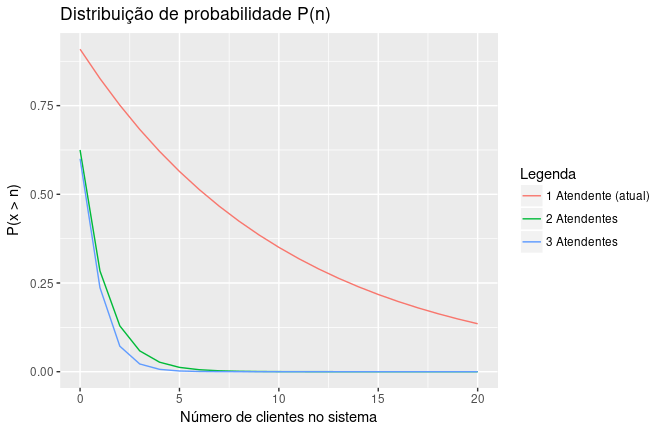 Distribuição de probabilidade P(n)
P(x > n)
0.75
0.50
0.25
0.00
0 5 10 15 20
Número de clientes no sistema
Legenda
1 Atendente (atual)
2 Atendentes
3 Atendentes